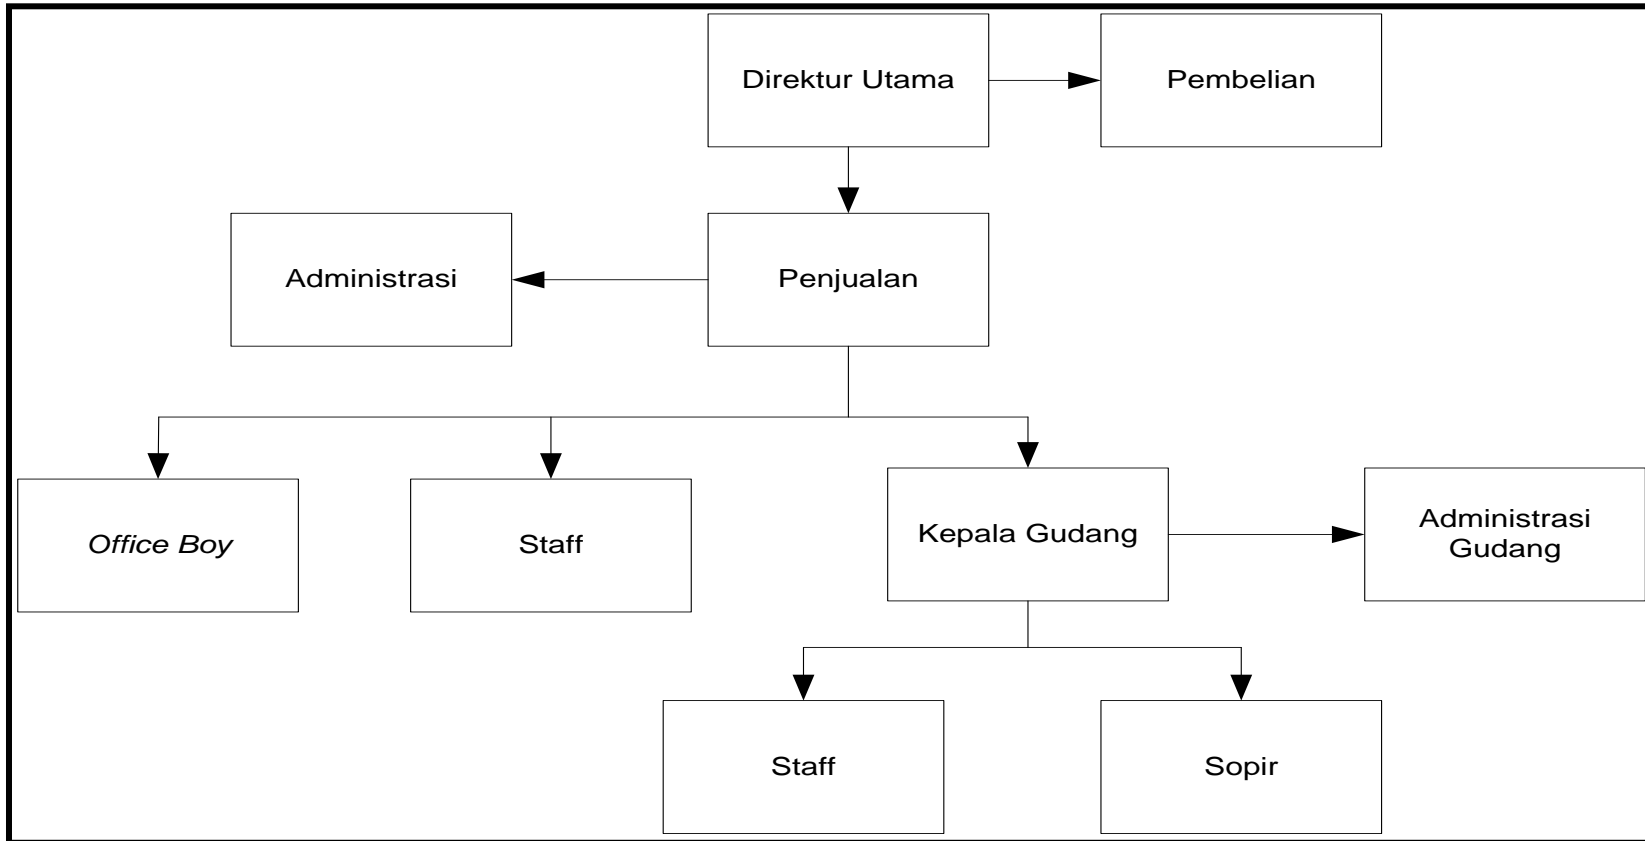 Direktur Utama
Pembelian
Administrasi
Penjualan
Office Boy
Staff
Kepala Gudang
Administrasi
Gudang
Staff
Sopir